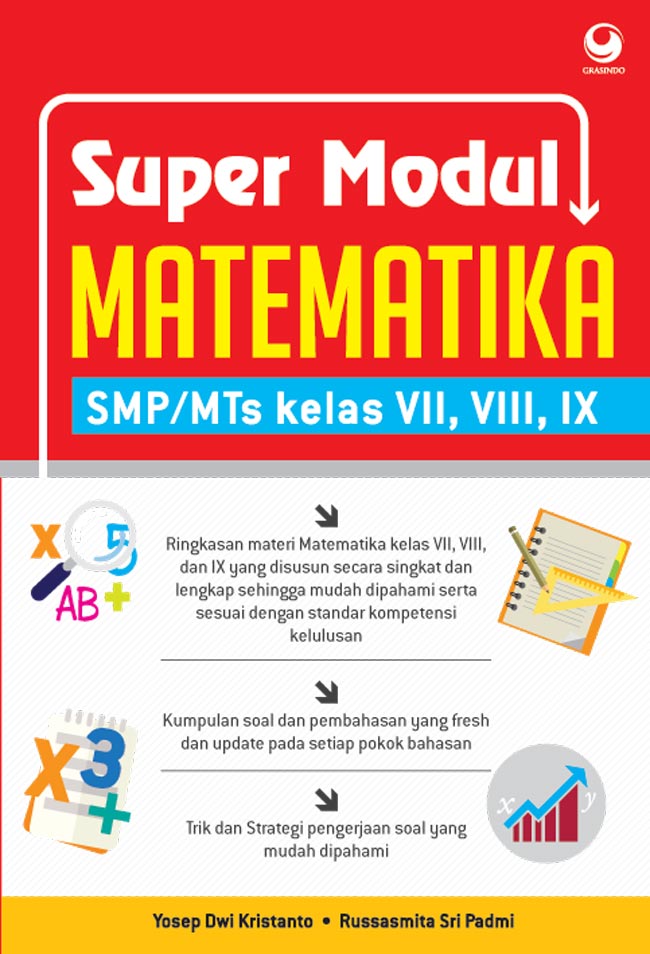 GRASINDO
Super Modul
MATEMATIKA
SMP/MTs kelas VII, VIII, IX
x 5
AB+
Ringkasan materi Matematika kelas VII, VIII,
dan IX yang disusun secara singkat dan
lengkap sehingga mudah dipahami serta
sesuai dengan standar kompetensi
kelulusan
x3
+
Kumpulan soal dan pembahasan yang fresh
dan update pada setiap pokok bahasan
x y
Trik dan Strategi pengerjaan soal yang
mudah dipahami
Yosep Dwi Kristanto • Russasmita Sri Padmi